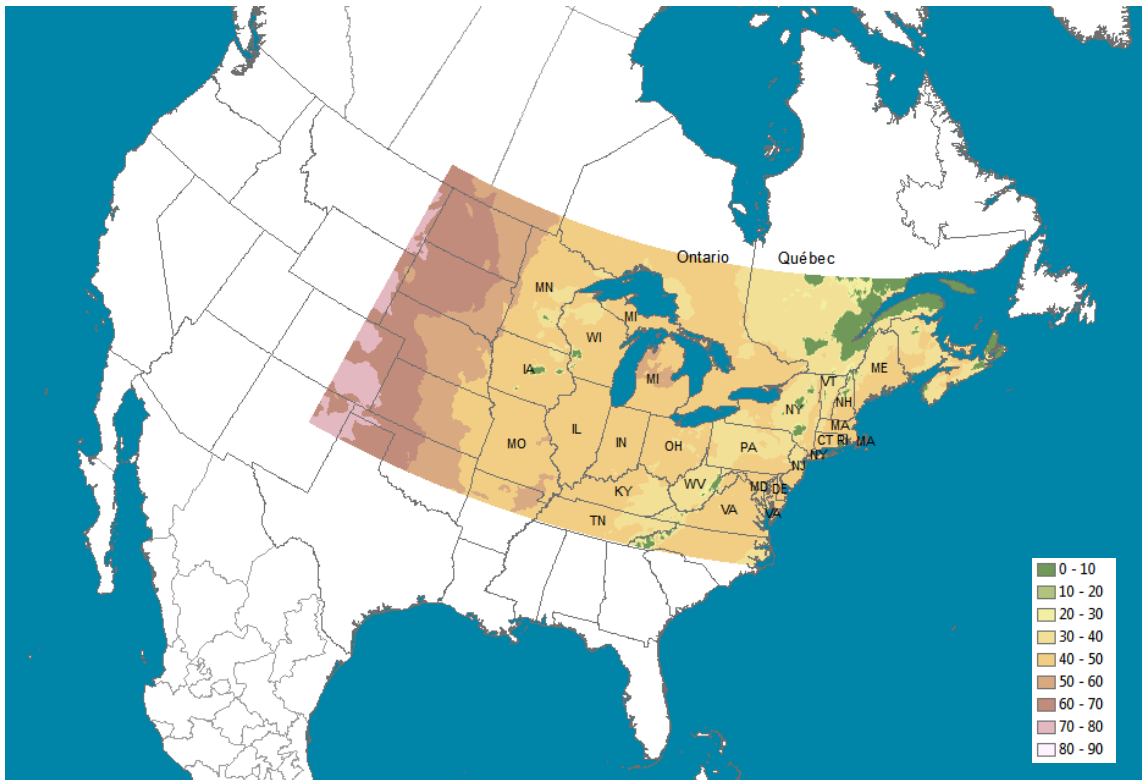 Ontario Québec
MN
MI
WI
ME
VT
IA
MI
NH
NY
MA
CT RI MA
MO
IL
IN
OH
PA
NY
NJ
WV
MD DE
KY
VA
VA
TN
0 - 10
10 - 20
20 - 30
30 - 40
40 - 50
50 - 60
60 - 70
70 - 80
80 - 90